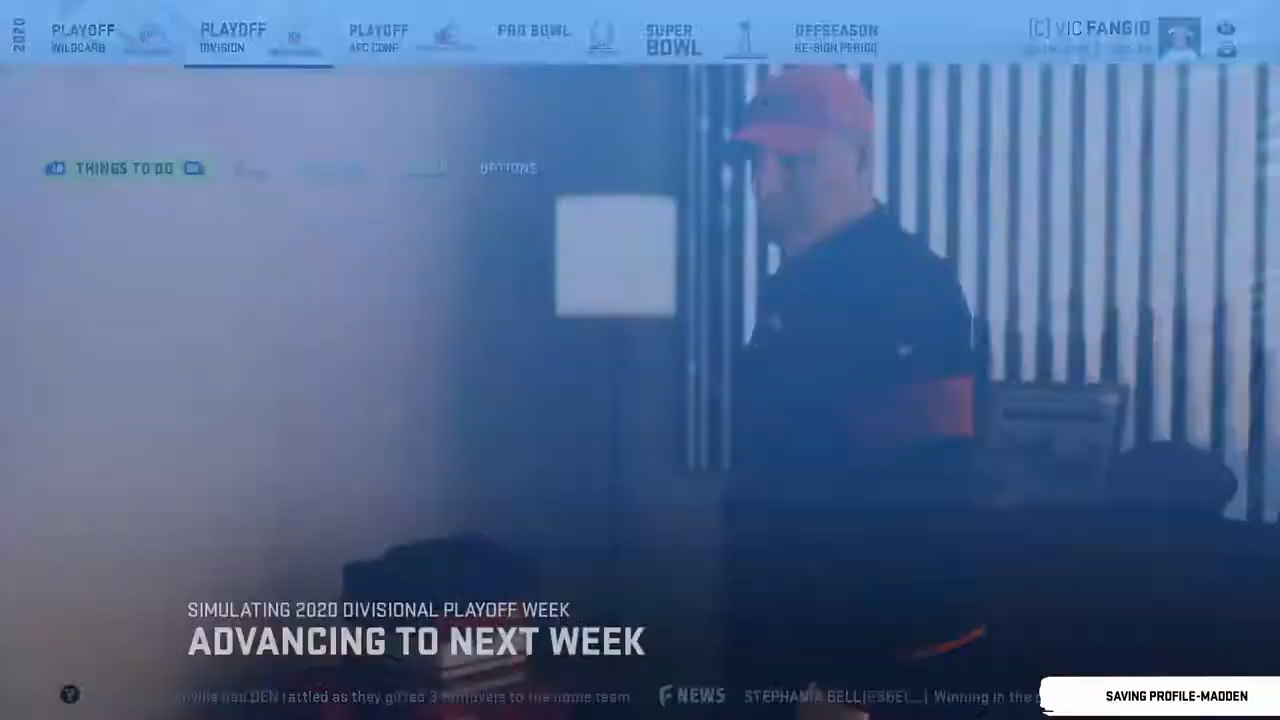 2020
PLAYOFF
WILDCARD
PLAYOFF
DIVISION
PLAYOFF
AFC CONF
PRO BOWL
SUPER
BOWL
OFFSEASON
RE-SIGN PERIOD
[C] VIC FANGIO
THINGS TO DO
OPTIONS
SIMULATING 2020 DIVISIONAL PLAYOFF WEEK
ADVANCING TO NEXT WEEK
Y
DEN rattled as they gifted 3 turnovers to the home team
NEWS
STEPHANIA BELL Winning in the
SAVING PROFILE-MADDEN